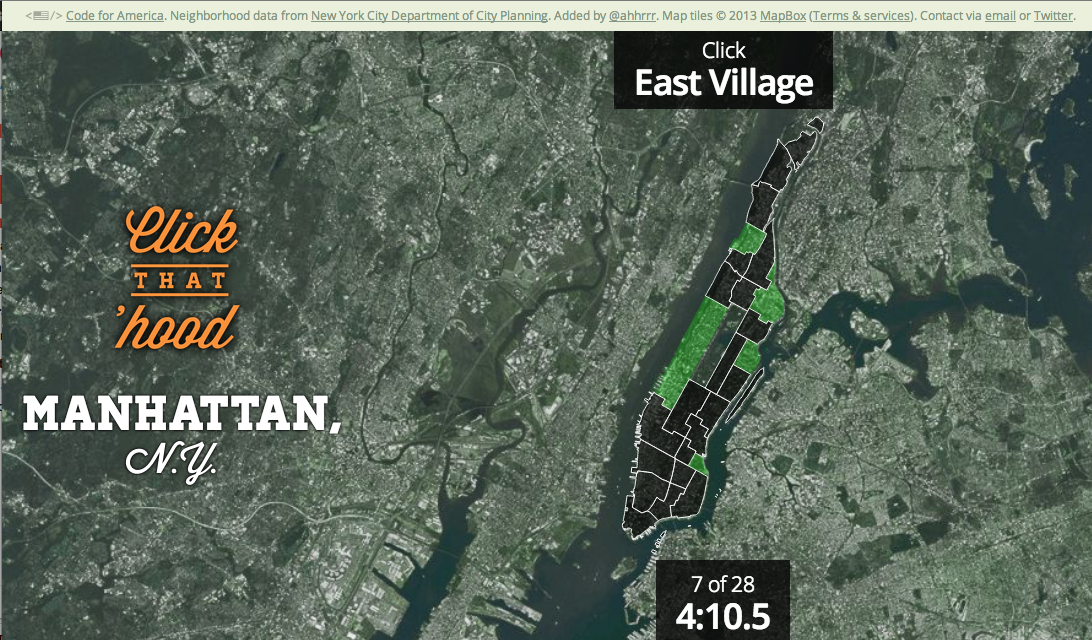 </> Code for America. Neighborhood data from New York City Department of City Planning. Added by @ahhrrr. Map tiles © 2013 MapBox (Terms & services). Contact via email or Twitter.
Click
East Village
Click
THAT
'hood
MANHATTAN,
N.Y.
7 of 28
4:10.5